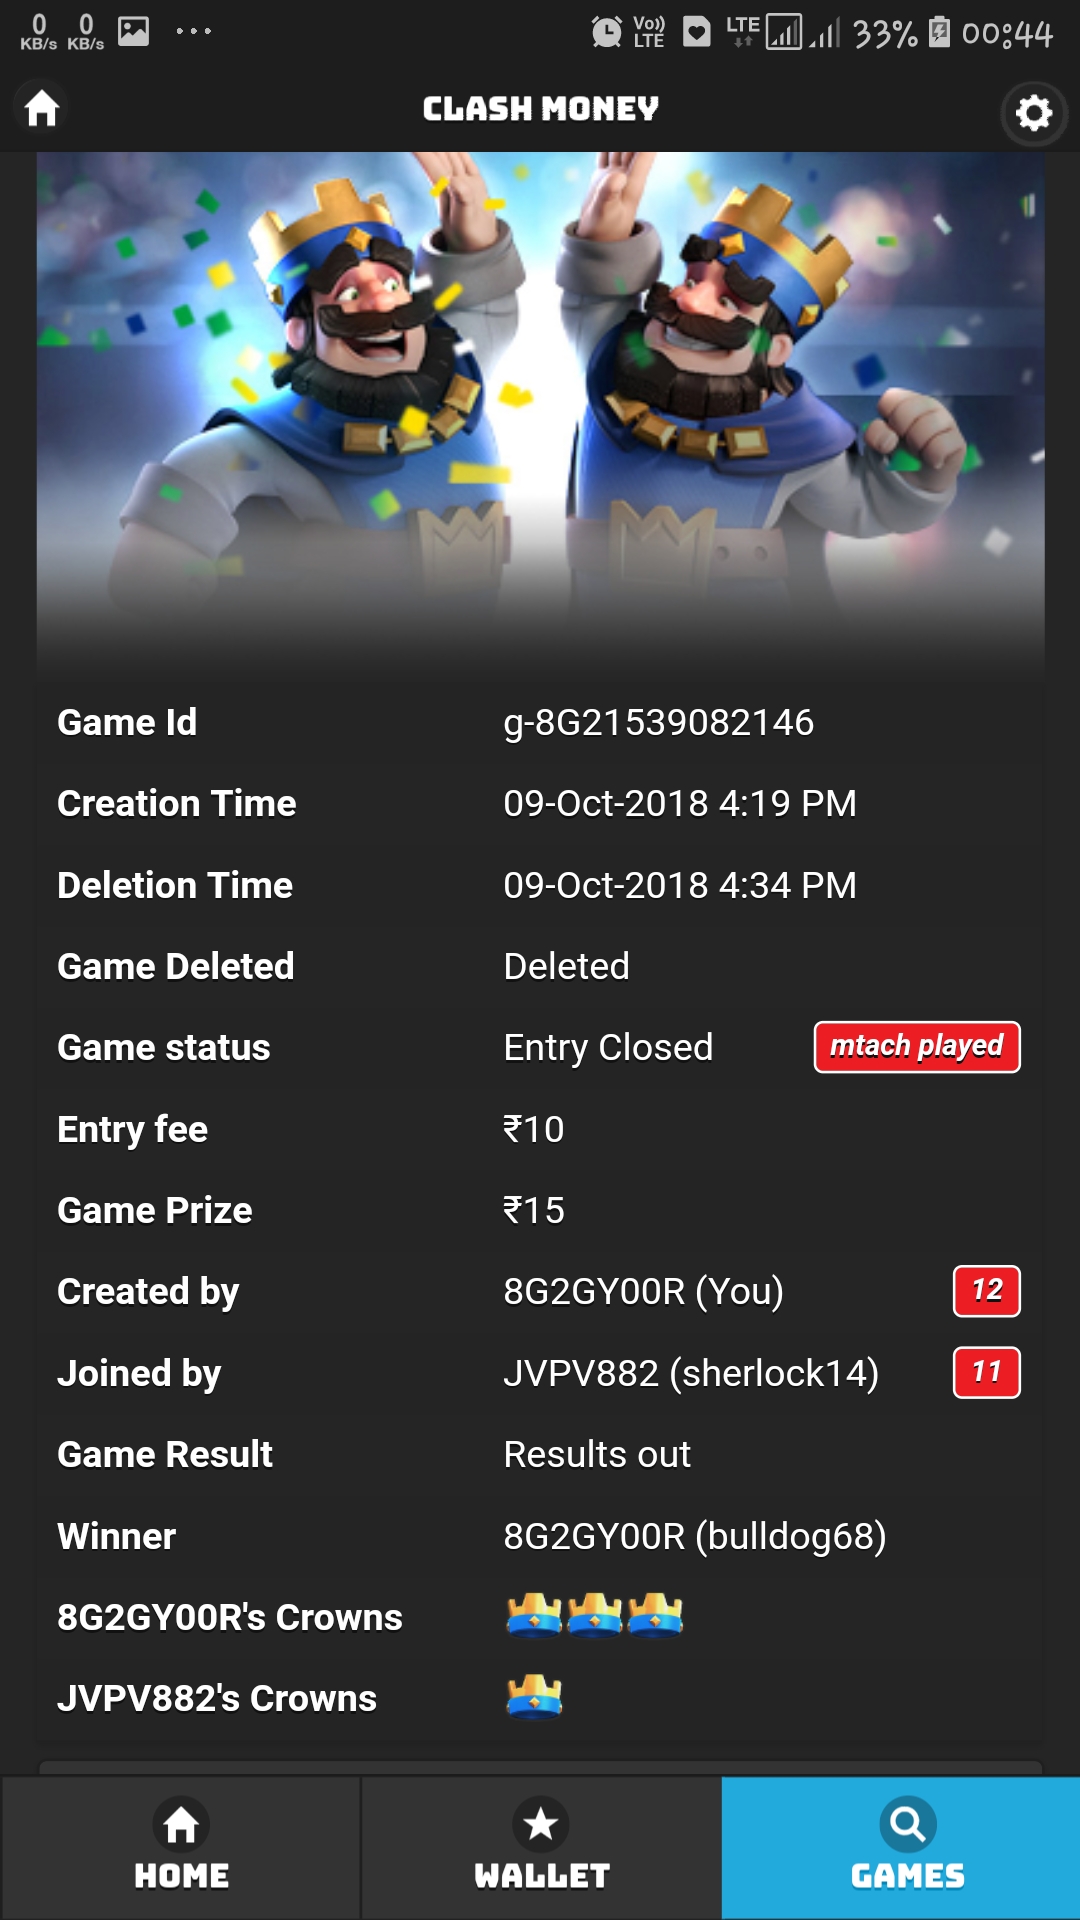 0 KB/s 0 KB/s ... Vo)) LTE LTE 33% 00:44
CLASH MONEY
Game Id g-8G21539082146
Creation Time 09-Oct-2018 4:19 PM
Deletion Time 09-Oct-2018 4:34 PM
Game Deleted Deleted
Game status Entry Closed mtach played
Entry fee ₹10
Game Prize ₹15
Created by 8G2GY00R (You) 12
Joined by JVPV882 (sherlock14) 11
Game Result Results out
Winner 8G2GY00R (bulldog68)
8G2GY00R's Crowns
JVPV882's Crowns
HOME WALLET GAMES